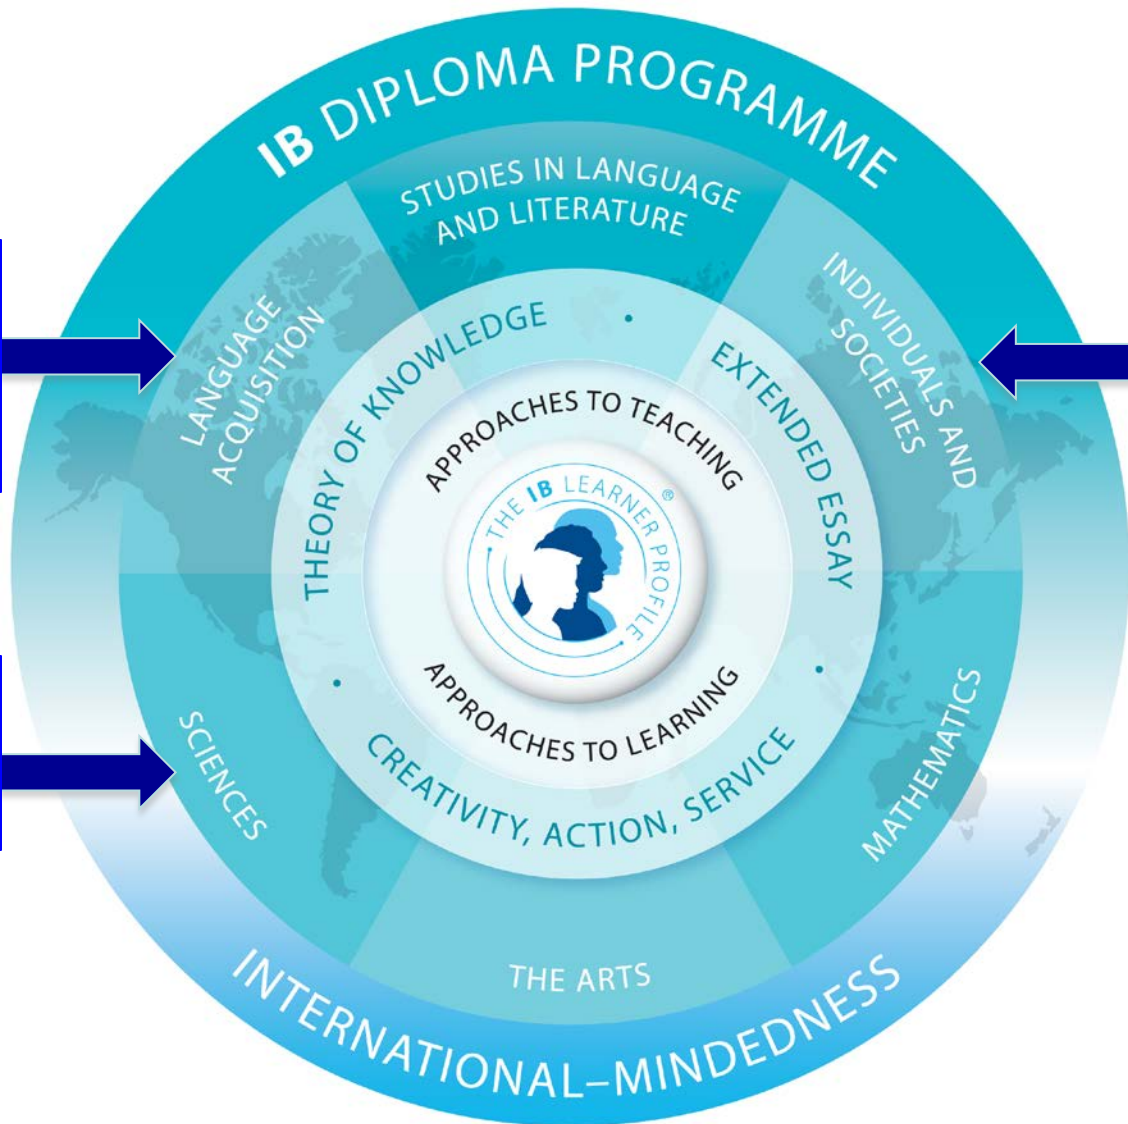 IB DIPLOMA PROGRAMME
STUDIES IN LANGUAGE
AND LITERATURE
LANGUAGE
ACQUISITION
INDIVIDUALS AND
SOCIETIES
THEORY OF KNOWLEDGE
EXTENDED ESSAY
APPROACHES TO TEACHING
THE IB LEARNER PROFILE ®
APPROACHES TO LEARNING
CREATIVITY, ACTION, SERVICE
SCIENCES
MATHEMATICS
THE ARTS
INTERNATIONAL–MINDEDNESS